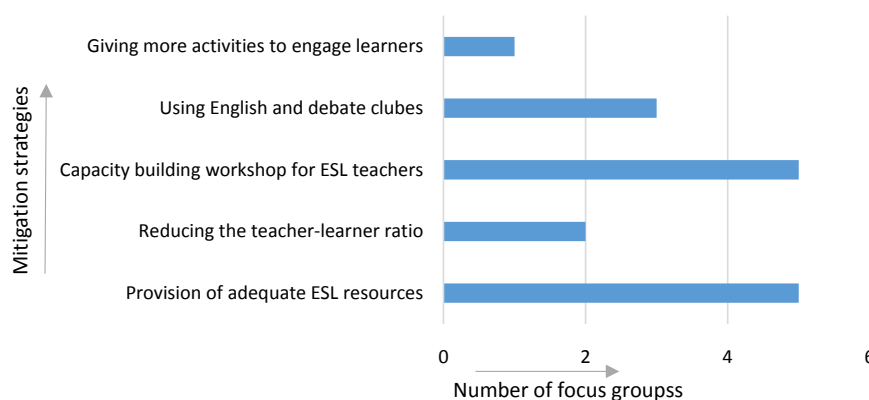 Giving more activities to engage learners
Using English and debate clubes
Capacity building workshop for ESL teachers
Reducing the teacher-learner ratio
Provision of adequate ESL resources
Mitigation strategies
0 2 4 6
Number of focus groupss